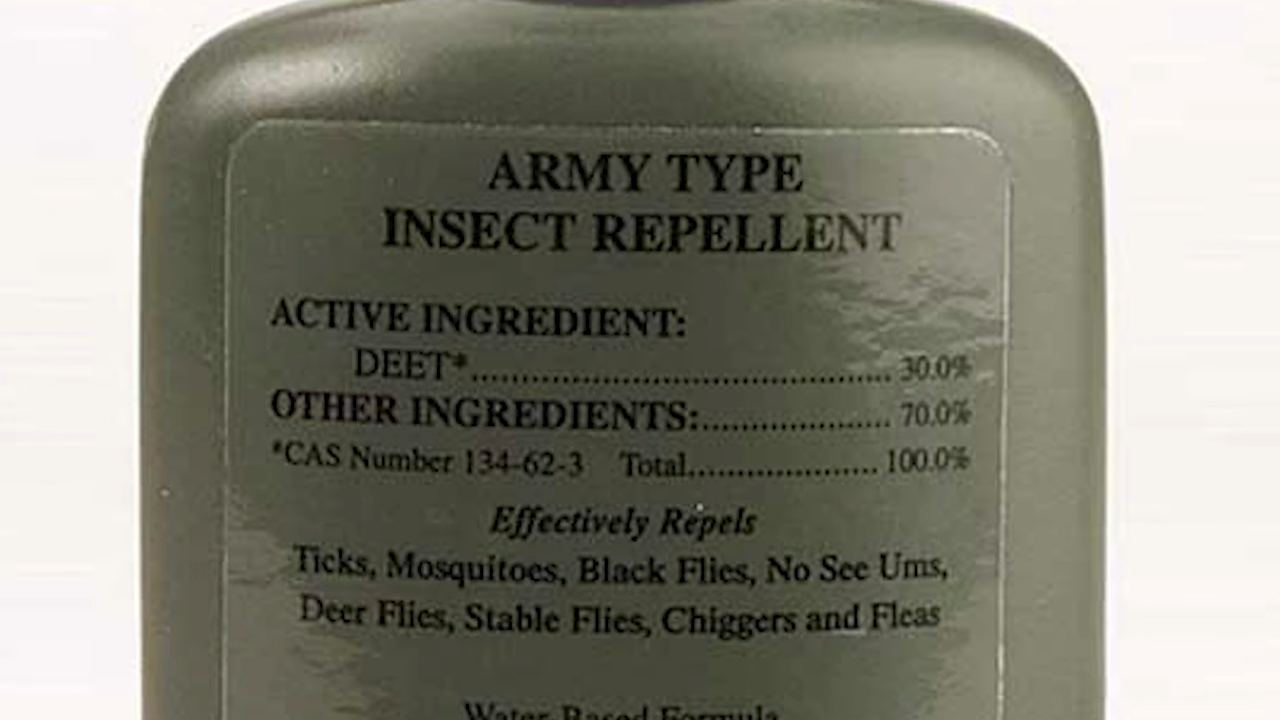 ARMY TYPE
INSECT REPELLENT
ACTIVE INGREDIENT:
DEET*.................................................. 30.0%
OTHER INGREDIENTS:...................... 70.0%
*CAS Number 134-62-3 Total...................... 100.0%
Effectively Repels
Ticks, Mosquitoes, Black Flies, No See Ums,
Deer Flies, Stable Flies, Chiggers and Fleas
Water-Based Formula